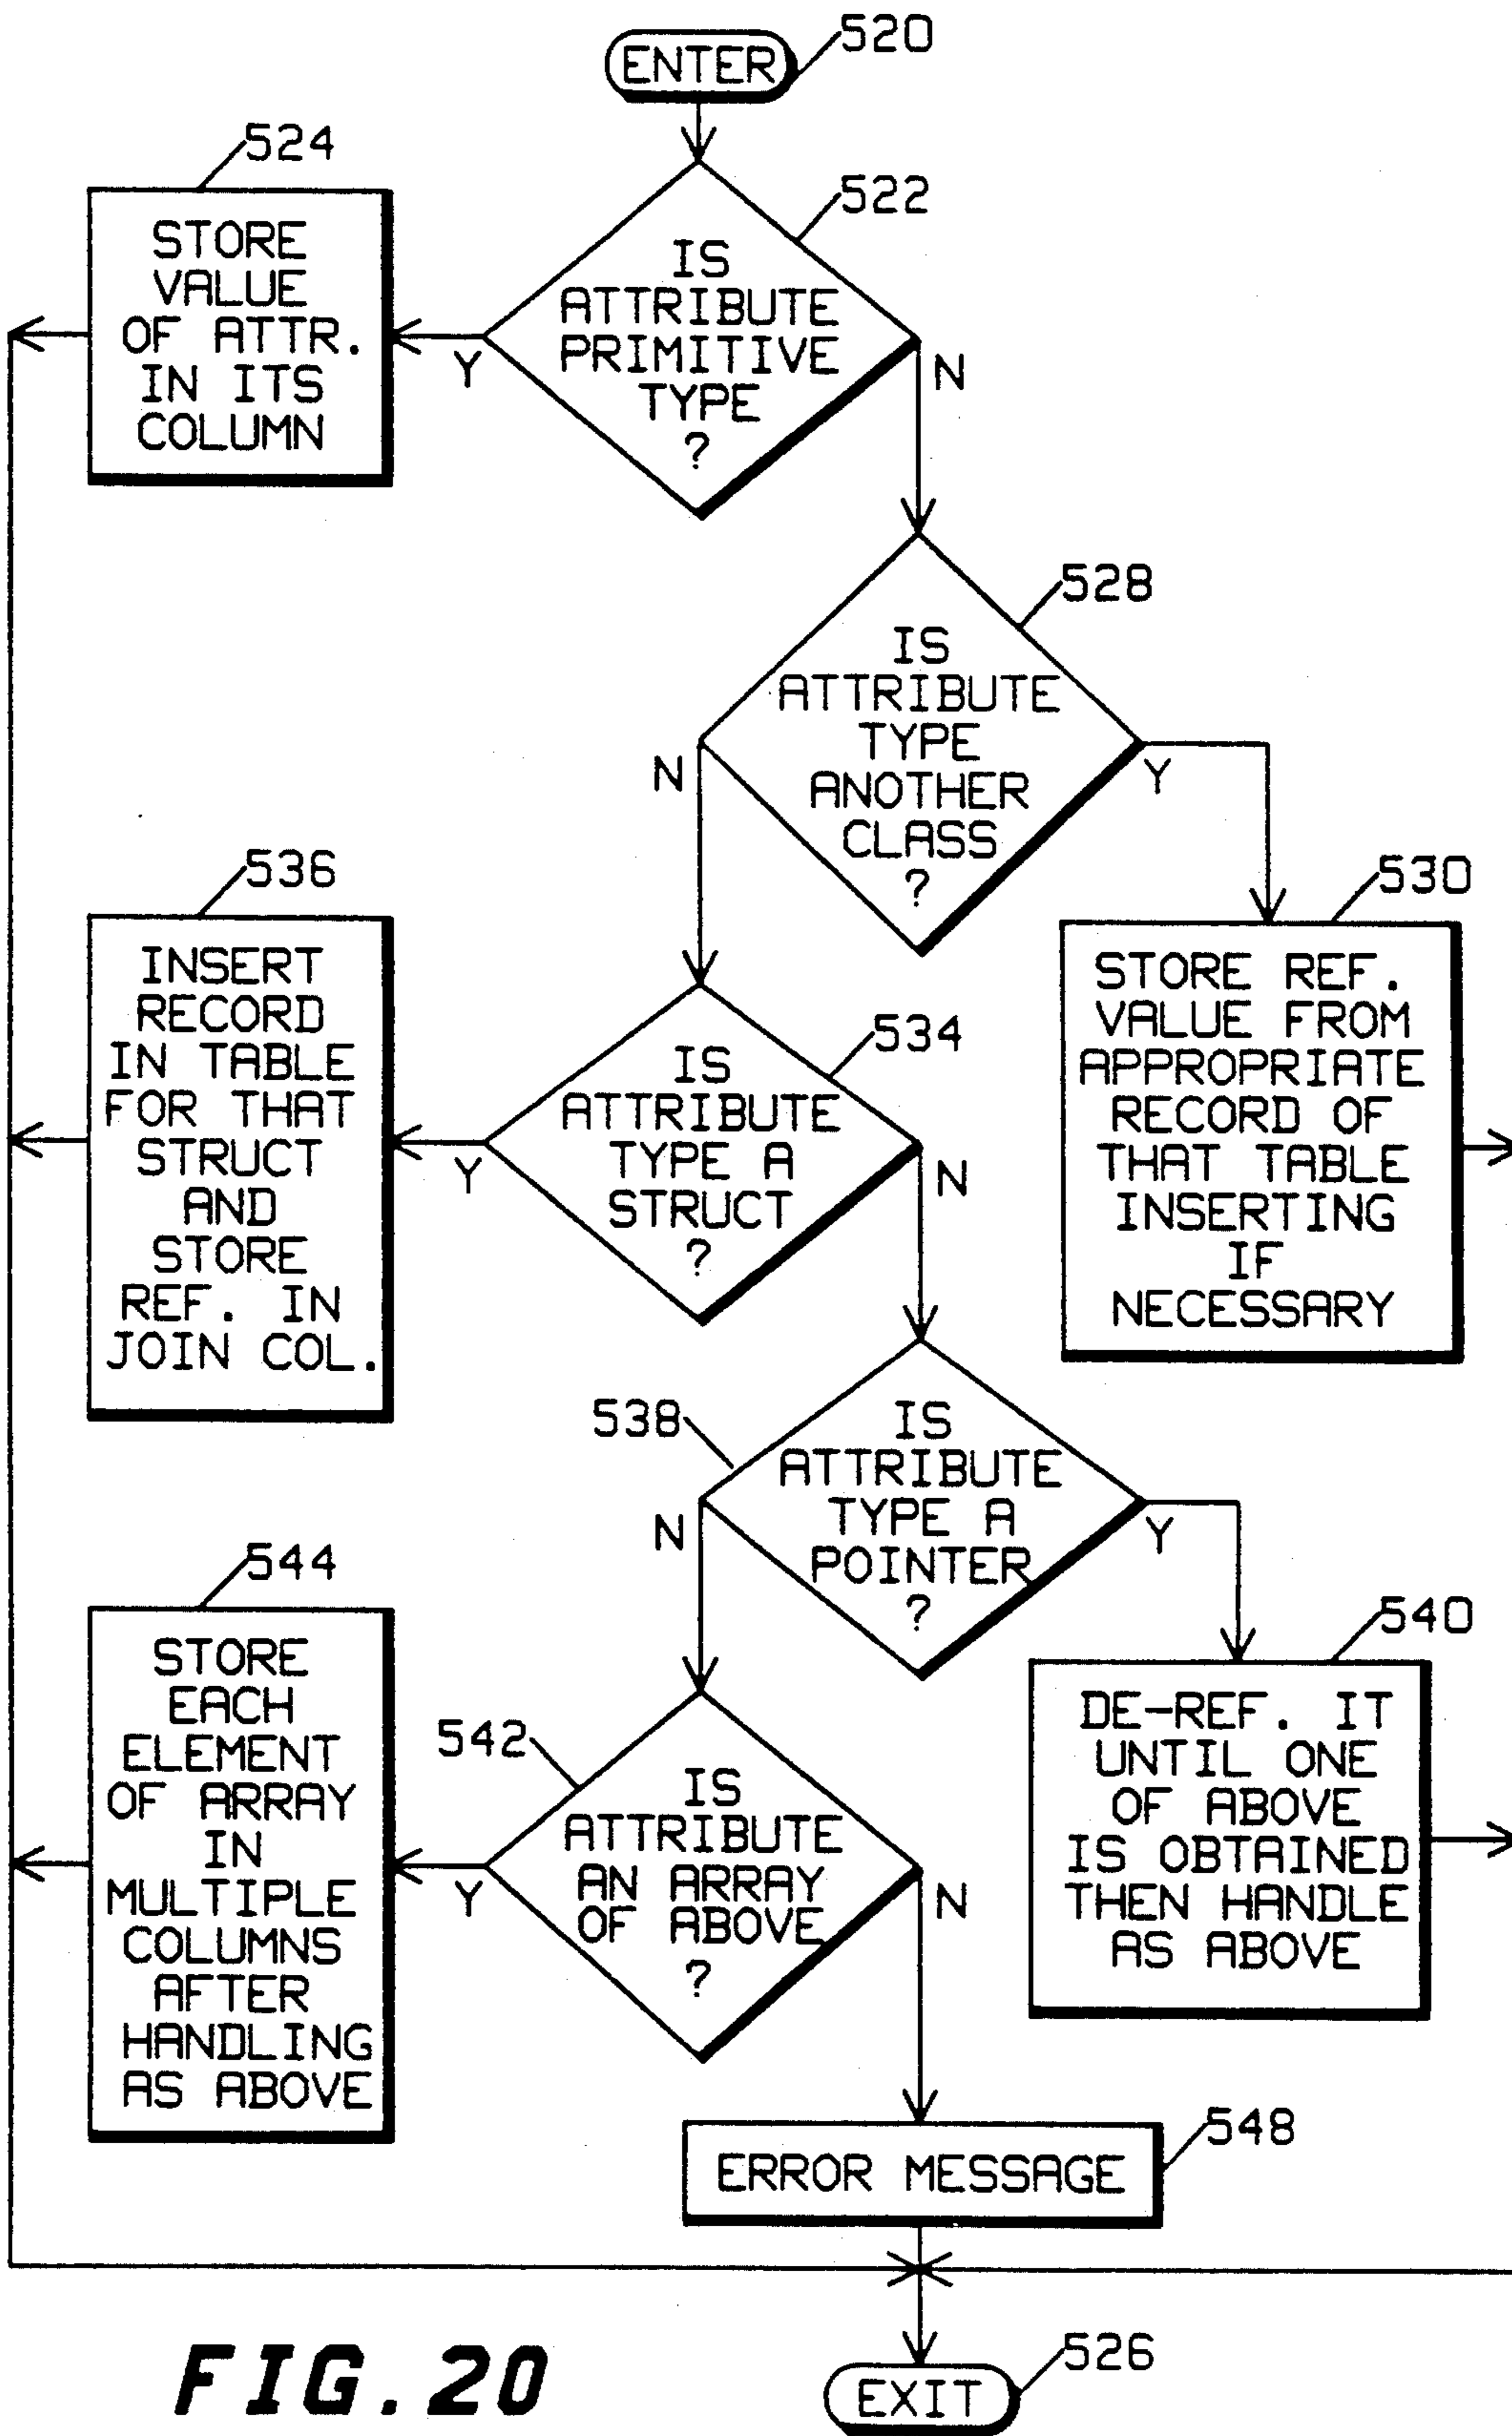 520
ENTER
524
522
STORE
VALUE
OF ATTR.
IN ITS
COLUMN
IS
ATTRIBUTE
PRIMITIVE
TYPE
?
Y
N
528
IS
ATTRIBUTE
TYPE
ANOTHER
CLASS
?
N
Y
536
530
INSERT
RECORD
IN TABLE
FOR THAT
STRUCT
AND
STORE
REF. IN
JOIN COL.
534
IS
ATTRIBUTE
TYPE A
STRUCT
?
Y
N
STORE REF.
VALUE FROM
APPROPRIATE
RECORD OF
THAT TABLE
INSERTING
IF
NECESSARY
538
IS
ATTRIBUTE
TYPE A
POINTER
?
N
Y
544
540
STORE
EACH
ELEMENT
OF ARRAY
IN
MULTIPLE
COLUMNS
AFTER
HANDLING
AS ABOVE
542
IS
ATTRIBUTE
AN ARRAY
OF ABOVE
?
Y
N
DE-REF. IT
UNTIL ONE
OF ABOVE
IS OBTAINED
THEN HANDLE
AS ABOVE
548
ERROR MESSAGE
526
EXIT
FIG. 20